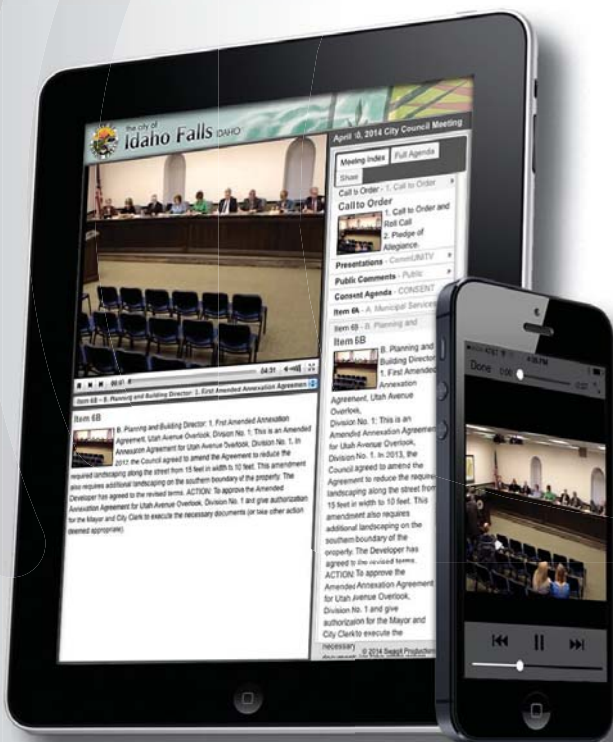 the city of
Idaho Falls IDAHO
April 10, 2014 City Council Meeting
Meeting Index
Full Agenda
Share
Call to Order - 1. Call to Order
Call to Order
1. Call to Order and
Roll Call
2. Pledge of
Allegiance.
Presentations - CommUNITY
Public Comments - Public
Consent Agenda - CONSENT
Item 6A - A. Municipal Services
Item 6B - B. Planning and
Item 6B
B. Planning and
Building Director:
1. First Amended
Annexation
Agreement, Utah Avenue
Overlook,
Division No. 1: This is an
Amended Annexation Agreement
for Utah Avenue Overlook,
Division No. 1. In 2013, the
Council agreed to amend the
Agreement to reduce the required
landscaping along the street from
15 feet in width to 10 feet. This
amendment also requires
additional landscaping on the
southern boundary of the
property. The Developer has
agreed to the revised terms.
ACTION: To approve the
Amended Annexation Agreement
for Utah Avenue Overlook,
Division No. 1 and give
authorization for the Mayor and
City Clerk to execute the
necessary
© 2014 Swagit Productions
00:01
04:31
Item 6B - B. Planning and Building Director: 1. First Amended Annexation Agreemen
Item 6B
B. Planning and Building Director: 1. First Amended Annexation
Agreement, Utah Avenue Overlook, Division No. 1: This is an Amended
Annexation Agreement for Utah Avenue Overlook, Division No. 1. In
2013, the Council agreed to amend the Agreement to reduce the
required landscaping along the street from 15 feet in width to 10 feet. This amendment
also requires additional landscaping on the southern boundary of the property. The
Developer has agreed to the revised terms. ACTION: To approve the Amended
Annexation Agreement for Utah Avenue Overlook, Division No. 1 and give authorization
for the Mayor and City Clerk to execute the necessary documents (or take other action
deemed appropriate).
AT&T
4:36 PM
Done
0:00